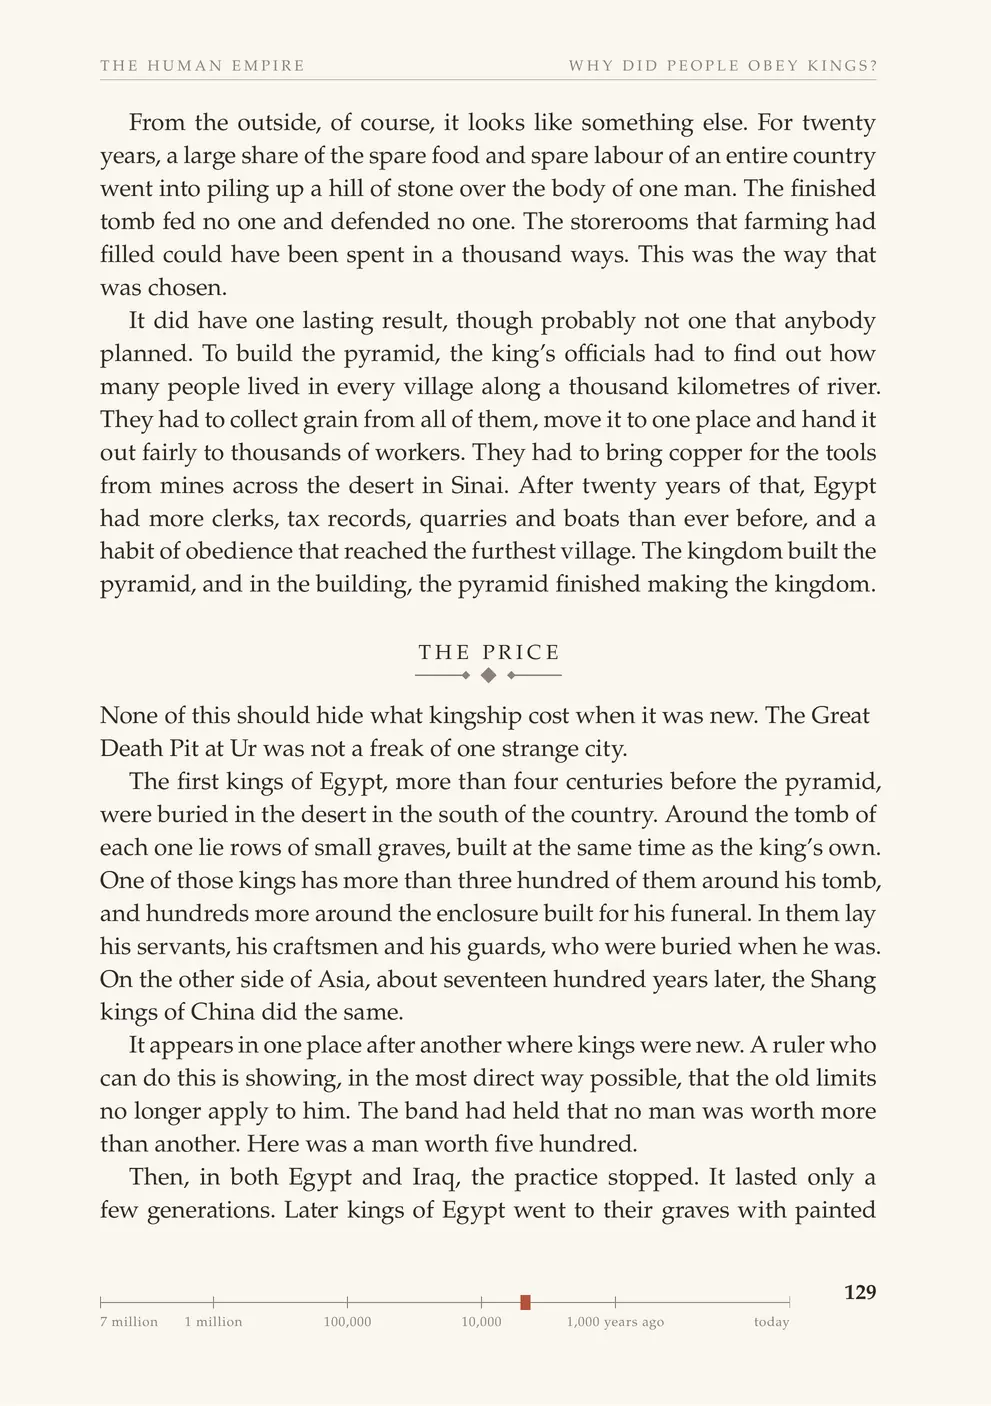 THE HUMAN EMPIRE
WHY DID PEOPLE OBEY KINGS?
From the outside, of course, it looks like something else. For twenty
years, a large share of the spare food and spare labour of an entire country
went into piling up a hill of stone over the body of one man. The finished
tomb fed no one and defended no one. The storerooms that farming had
filled could have been spent in a thousand ways. This was the way that
was chosen.
It did have one lasting result, though probably not one that anybody
planned. To build the pyramid, the king’s officials had to find out how
many people lived in every village along a thousand kilometres of river.
They had to collect grain from all of them, move it to one place and hand it
out fairly to thousands of workers. They had to bring copper for the tools
from mines across the desert in Sinai. After twenty years of that, Egypt
had more clerks, tax records, quarries and boats than ever before, and a
habit of obedience that reached the furthest village. The kingdom built the
pyramid, and in the building, the pyramid finished making the kingdom.
THE PRICE
None of this should hide what kingship cost when it was new. The Great
Death Pit at Ur was not a freak of one strange city.
The first kings of Egypt, more than four centuries before the pyramid,
were buried in the desert in the south of the country. Around the tomb of
each one lie rows of small graves, built at the same time as the king’s own.
One of those kings has more than three hundred of them around his tomb,
and hundreds more around the enclosure built for his funeral. In them lay
his servants, his craftsmen and his guards, who were buried when he was.
On the other side of Asia, about seventeen hundred years later, the Shang
kings of China did the same.
It appears in one place after another where kings were new. A ruler who
can do this is showing, in the most direct way possible, that the old limits
no longer apply to him. The band had held that no man was worth more
than another. Here was a man worth five hundred.
Then, in both Egypt and Iraq, the practice stopped. It lasted only a
few generations. Later kings of Egypt went to their graves with painted
129
7 million
1 million
100,000
10,000
1,000 years ago
today